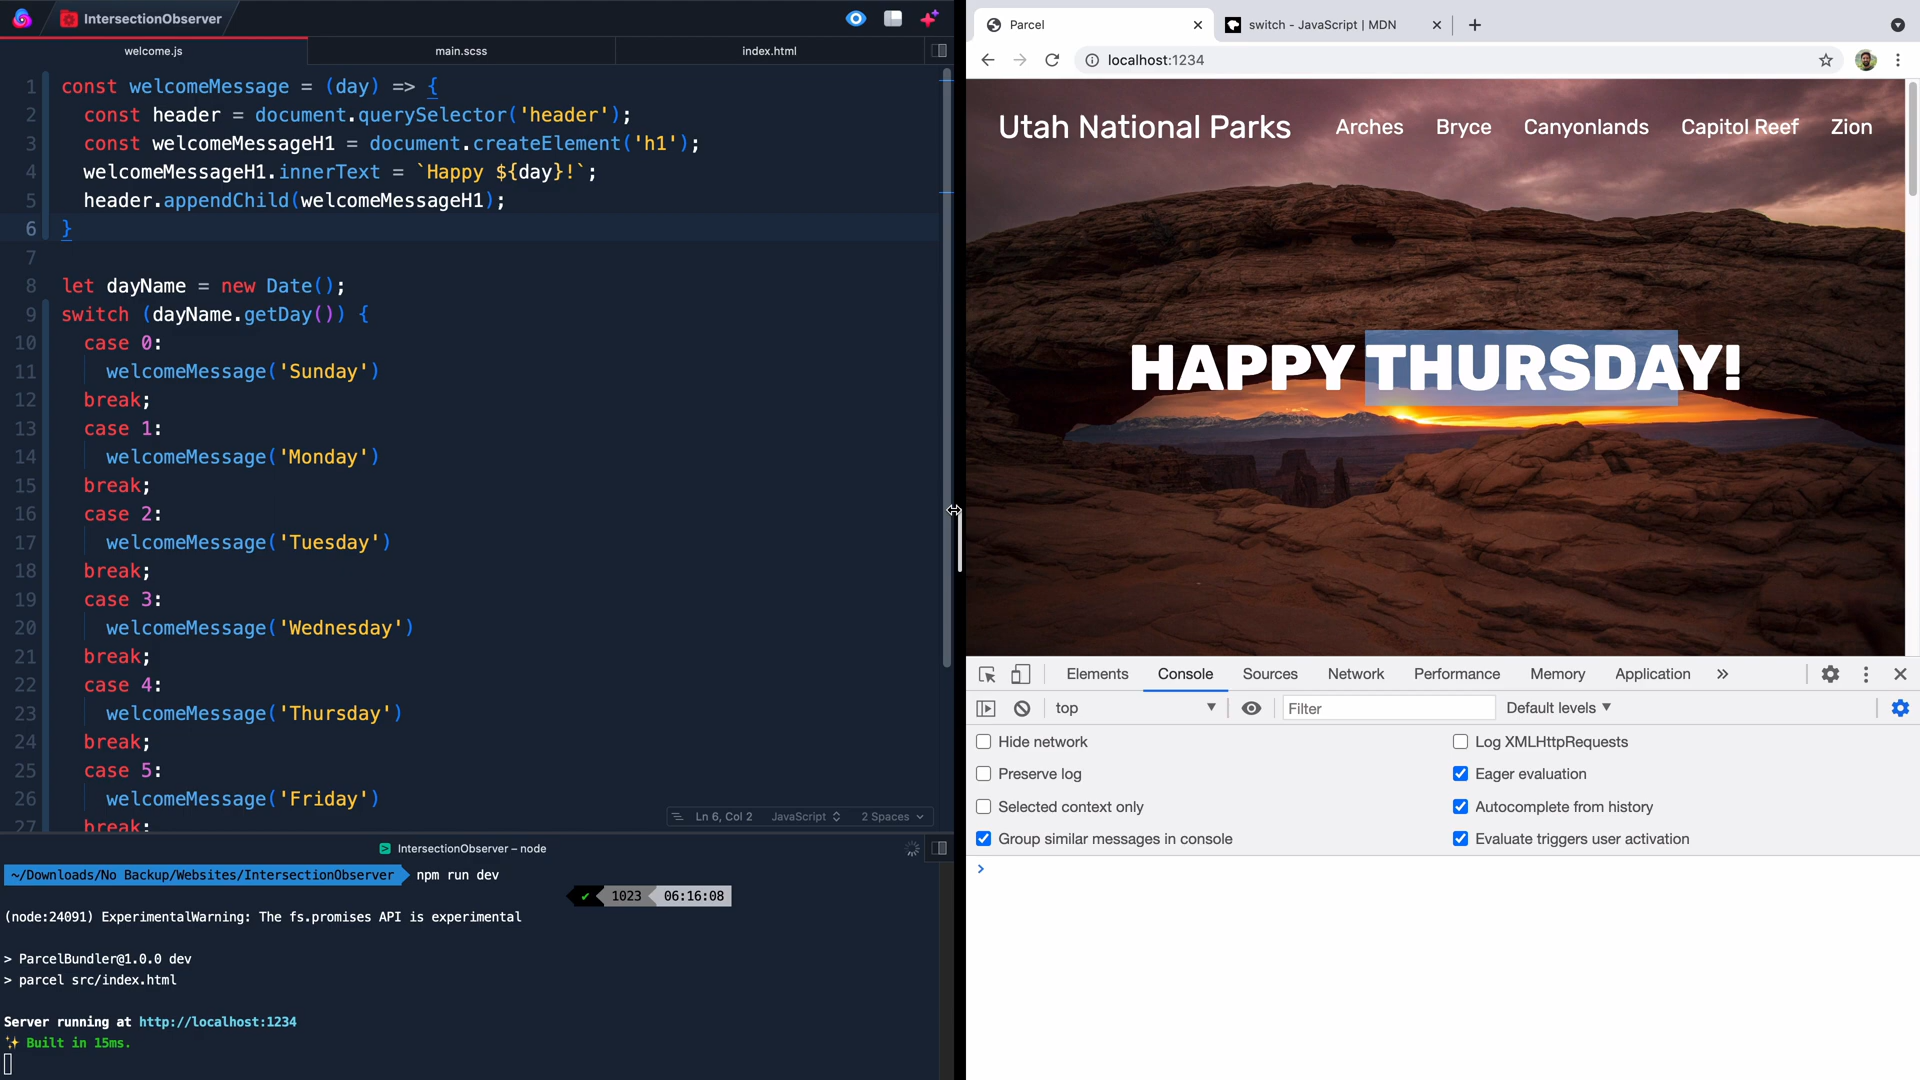 IntersectionObserver
welcome.js
main.scss
index.html
1 const welcomeMessage = (day) => {
2 const header = document.querySelector('header');
3 const welcomeMessageH1 = document.createElement('h1');
4 welcomeMessageH1.innerText = `Happy ${day}!`;
5 header.appendChild(welcomeMessageH1);
6 }
7
8 let dayName = new Date();
9 switch (dayName.getDay()) {
10 case 0:
11 welcomeMessage('Sunday')
12 break;
13 case 1:
14 welcomeMessage('Monday')
15 break;
16 case 2:
17 welcomeMessage('Tuesday')
18 break;
19 case 3:
20 welcomeMessage('Wednesday')
21 break;
22 case 4:
23 welcomeMessage('Thursday')
24 break;
25 case 5:
26 welcomeMessage('Friday')
27 break;
Ln 6, Col 2 JavaScript 2 Spaces
IntersectionObserver – node
~/Downloads/No Backup/Websites/IntersectionObserver npm run dev
✔ 1023 06:16:08
(node:24091) ExperimentalWarning: The fs.promises API is experimental
> ParcelBundler@1.0.0 dev
> parcel src/index.html
Server running at http://localhost:1234
✨ Built in 15ms.
Parcel
switch - JavaScript | MDN
localhost:1234
Utah National Parks Arches Bryce Canyonlands Capitol Reef Zion
HAPPY THURSDAY!
Elements Console Sources Network Performance Memory Application »
top Filter Default levels ▼
Hide network
Log XMLHttpRequests
Preserve log
Eager evaluation
Selected context only
Autocomplete from history
Group similar messages in console
Evaluate triggers user activation
>